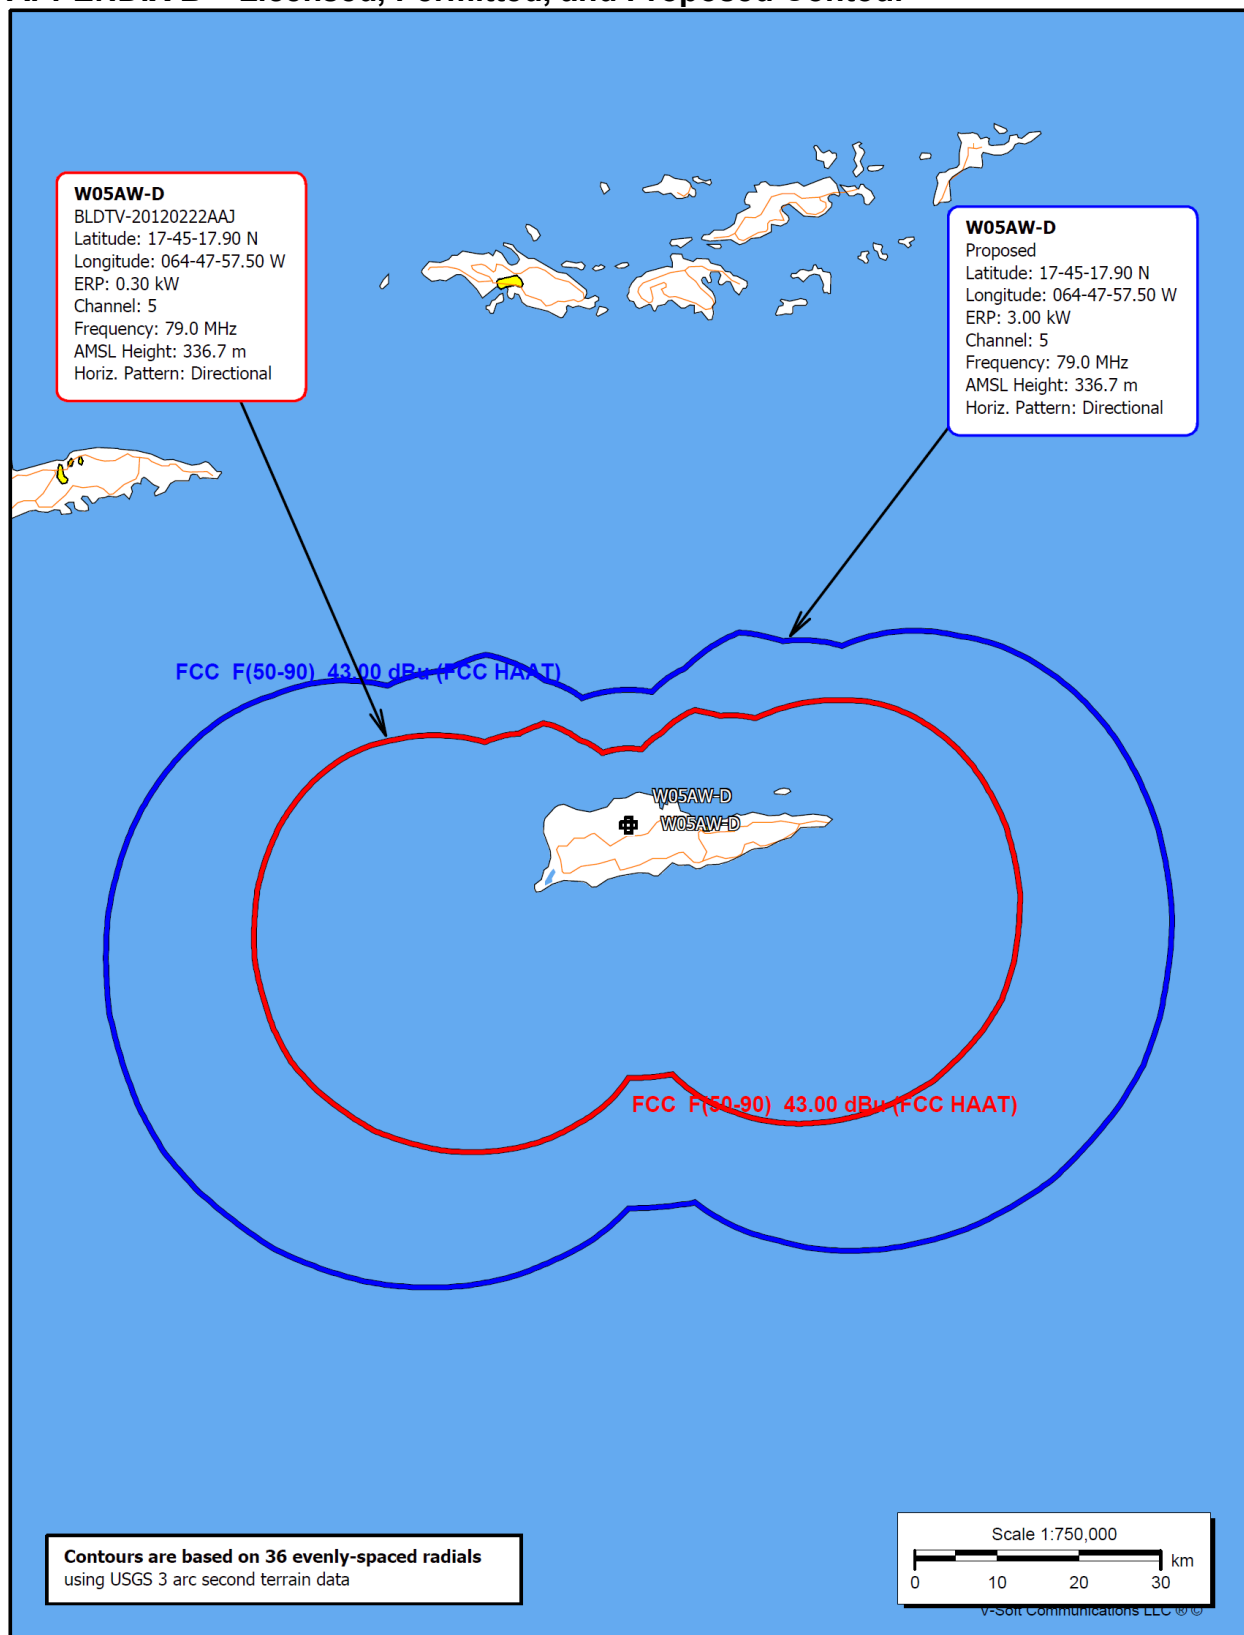 W05AW-D
BLDTV-20120222AAJ
Latitude: 17-45-17.90 N
Longitude: 064-47-57.50 W
ERP: 0.30 kW
Channel: 5
Frequency: 79.0 MHz
AMSL Height: 336.7 m
Horiz. Pattern: Directional
W05AW-D
Proposed
Latitude: 17-45-17.90 N
Longitude: 064-47-57.50 W
ERP: 3.00 kW
Channel: 5
Frequency: 79.0 MHz
AMSL Height: 336.7 m
Horiz. Pattern: Directional
FCC F(50-90) 43.00 dBu (FCC HAAT)
W05AW-D
W05AW-D
FCC F(50-90) 43.00 dBu (FCC HAAT)
Contours are based on 36 evenly-spaced radials
using USGS 3 arc second terrain data
Scale 1:750,000
km
0 10 20 30
V-Soft Communications LLC ® ©